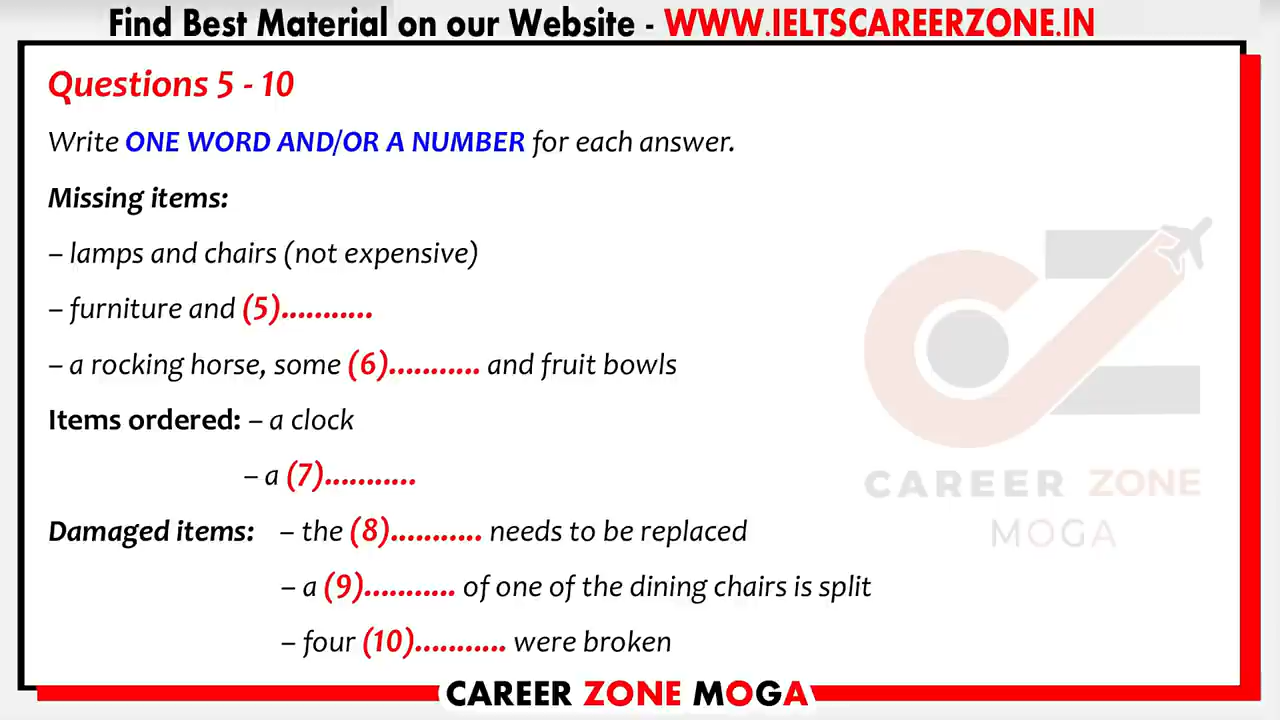 Find Best Material on our Website - WWW.IELTSCAREERZONE.IN
Questions 5 - 10
Write ONE WORD AND/OR A NUMBER for each answer.
Missing items:
– lamps and chairs (not expensive)
– furniture and (5)...........
– a rocking horse, some (6)........... and fruit bowls
Items ordered: – a clock
– a (7)...........
Damaged items: – the (8)........... needs to be replaced
– a (9)........... of one of the dining chairs is split
– four (10)........... were broken
CAREER ZONE
MOGA
CAREER ZONE MOGA